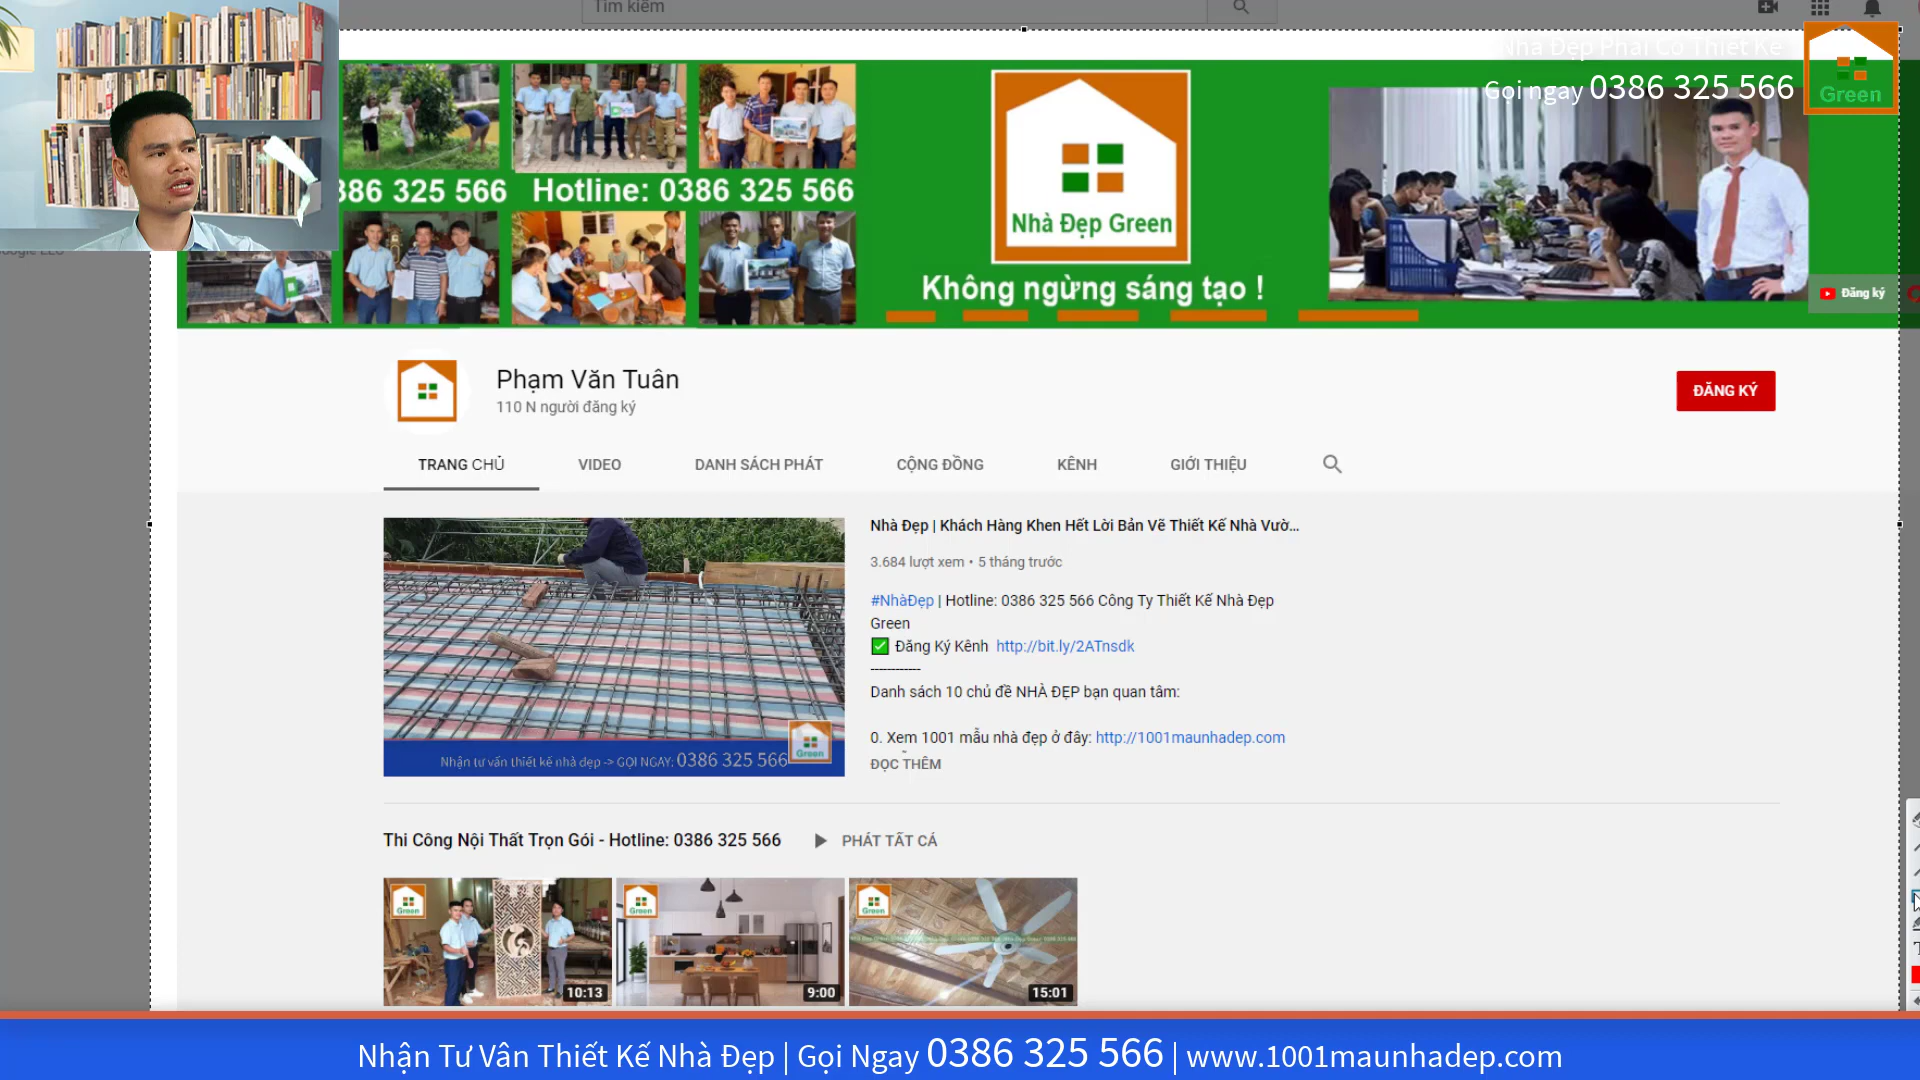 Tìm kiếm
Nhà Đẹp Phải Có Thiết Kế
Gọi ngay 0386 325 566
Green
386 325 566 Hotline: 0386 325 566
Nhà Đẹp Green
Không ngừng sáng tạo !
Đăng ký
Phạm Văn Tuân
110 N người đăng ký
ĐĂNG KÝ
TRANG CHỦ VIDEO DANH SÁCH PHÁT CỘNG ĐỒNG KÊNH GIỚI THIỆU
Nhà Đẹp | Khách Hàng Khen Hết Lời Bản Vẽ Thiết Kế Nhà Vườ...
3.684 lượt xem • 5 tháng trước
#NhàĐẹp | Hotline: 0386 325 566 Công Ty Thiết Kế Nhà Đẹp
Green
✅ Đăng Ký Kênh http://bit.ly/2ATnsdk
------------
Danh sách 10 chủ đề NHÀ ĐẸP bạn quan tâm:
0. Xem 1001 mẫu nhà đẹp ở đây: http://1001maunhadep.com
ĐỌC THÊM
Green
Nhận tư vấn thiết kế nhà đẹp -> GỌI NGAY: 0386 325 566
Thi Công Nội Thất Trọn Gói - Hotline: 0386 325 566 PHÁT TẤT CẢ
Green
Green
Green
10:13
9:00
15:01
Nhận Tư Vấn Thiết Kế Nhà Đẹp | Gọi Ngay 0386 325 566 | www.1001maunhadep.com